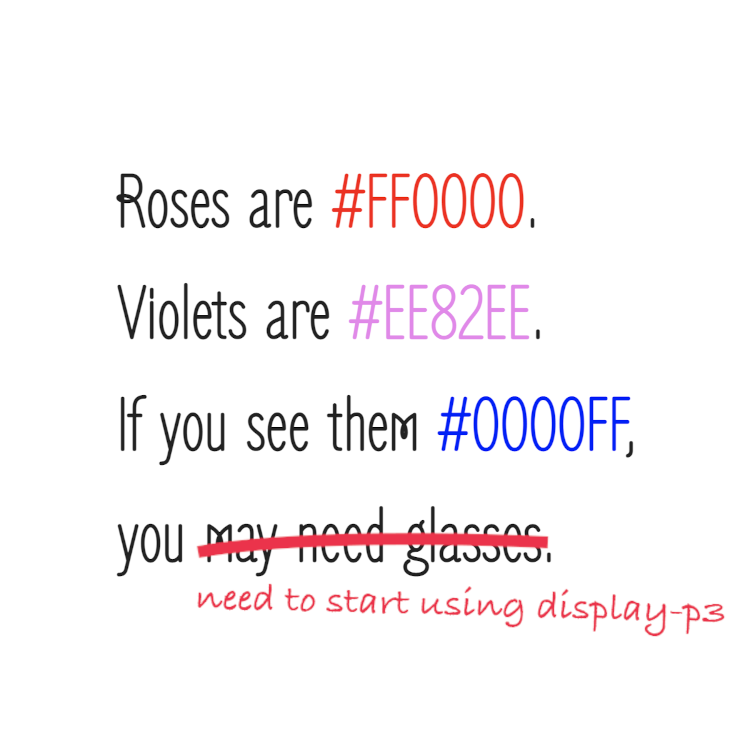 Roses are #FF0000.
Violets are #EE82EE.
If you see them #0000FF,
you may need glasses.
need to start using display-p3